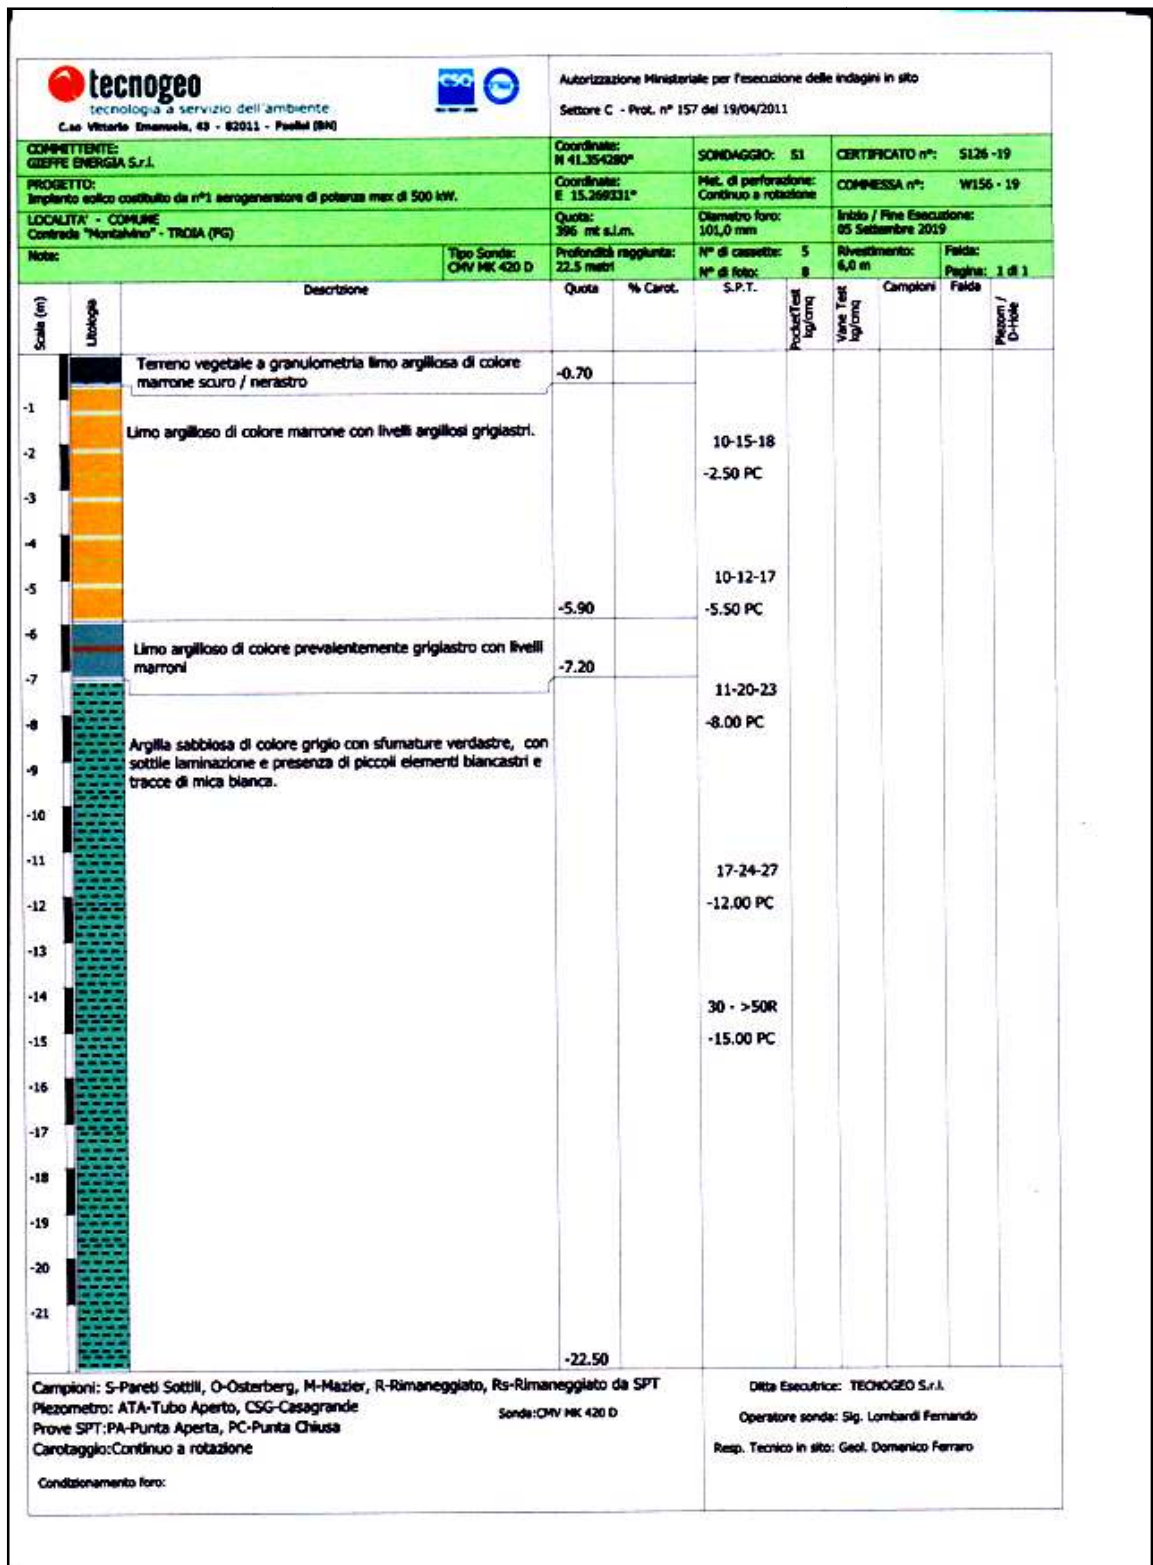 tecnogeo
tecnologia a servizio dell'ambiente
C.so Vittorio Emanuele, 43 - 82011 - Paolisi (BN)
CSQ
Autorizzazione Ministeriale per l'esecuzione delle indagini in sito
Settore C - Prot. n° 157 del 19/04/2011
COMMITTENTE:
GIEFFE ENERGIA S.r.l.
Coordinate:
N 41.354280°
SONDAGGIO: S1
CERTIFICATO n°: S126 -19
PROGETTO:
Impianto eolico costituito da n°1 aerogeneratore di potenza max di 500 kW.
Coordinate:
E 15.269331°
Met. di perforazione:
Continuo a rotazione
COMMESSA n°: W156 - 19
LOCALITA' - COMUNE
Contrada "Montalvino" - TROIA (FG)
Quota:
396 mt s.l.m.
Diametro foro:
101,0 mm
Inizio / Fine Esecuzione:
05 Settembre 2019
Note:
Tipo Sonda:
CMV MK 420 D
Profondità raggiunta:
22.5 metri
N° di cassette: 5
N° di foto: 8
Rivestimento:
6,0 m
Falda:
Pagina: 1 di 1
Scala (m)
Litologia
Descrizione
Quota
% Carot.
S.P.T.
PocketTest
kg/cmq
Vane Test
kg/cmq
Campioni
Falda
Piezom /
D-Hole
Terreno vegetale a granulometria limo argillosa di colore
marrone scuro / nerastro
-0.70
-1
Limo argilloso di colore marrone con livelli argillosi grigiastri.
10-15-18
-2
-2.50 PC
-3
-4
10-12-17
-5
-5.90
-5.50 PC
-6
Limo argilloso di colore prevalentemente grigiastro con livelli
marroni
-7.20
-7
11-20-23
-8
-8.00 PC
Argilla sabbiosa di colore grigio con sfumature verdastre, con
sottile laminazione e presenza di piccoli elementi biancastri e
tracce di mica bianca.
-9
-10
-11
17-24-27
-12
-12.00 PC
-13
-14
30 - >50R
-15
-15.00 PC
-16
-17
-18
-19
-20
-21
-22.50
Campioni: S-Pareti Sottili, O-Osterberg, M-Mazier, R-Rimaneggiato, Rs-Rimaneggiato da SPT
Piezometro: ATA-Tubo Aperto, CSG-Casagrande
Sonda:CMV MK 420 D
Prove SPT:PA-Punta Aperta, PC-Punta Chiusa
Carotaggio:Continuo a rotazione
Condizionamento foro:
Ditta Esecutrice: TECNOGEO S.r.l.
Operatore sonda: Sig. Lombardi Fernando
Resp. Tecnico in sito: Geol. Domenico Ferraro